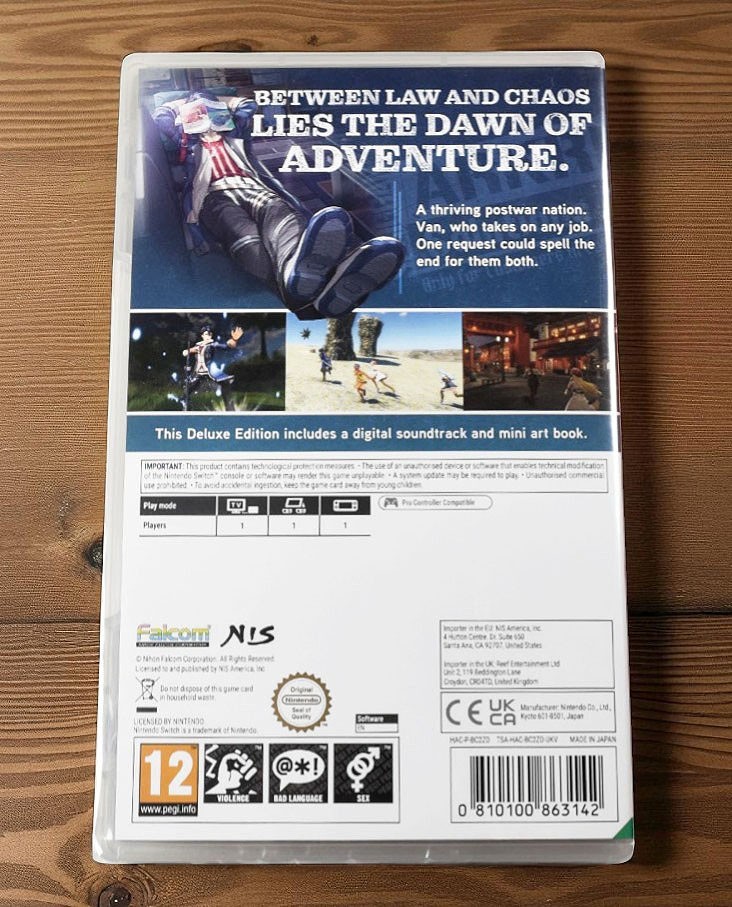 BETWEEN LAW AND CHAOS
LIES THE DAWN OF
ADVENTURE.
A thriving postwar nation.
Van, who takes on any job.
One request could spell the
end for them both.
This Deluxe Edition includes a digital soundtrack and mini art book.
IMPORTANT: This product contains technological protection measures · The use of an unauthorised device or software that enables technical modification
of the Nintendo Switch™ console or software may render this game unplayable. · A system update may be required to play. · Unauthorised commercial
use prohibited. · To avoid accidental ingestion, keep the game card away from young children.
Play mode
TV
Pro Controller Compatible
Players 1 1 1
Falcom NIS
© Nihon Falcom Corporation. All Rights Reserved.
Licensed to and published by NIS America, Inc.
Do not dispose of this game card
in household waste.
Original
Nintendo
Seal of
Quality
LICENSED BY NINTENDO
Nintendo Switch is a trademark of Nintendo.
Software
EN
Importer in the EU: NIS America, Inc.
4 Hutton Centre. Dr. Suite 650
Santa Ana, CA 92707, United States
Importer in the UK: Reef Entertainment Ltd
Unit 2, 119 Beddington Lane
Croydon, CR04TD, United Kingdom
CE UK
CA
Manufacturer: Nintendo Co., Ltd.,
Kyoto 601-8501, Japan
HAC-P-BC2ZD TSA-HAC-BC2ZD-UKV MADE IN JAPAN
12
www.pegi.info
VIOLENCE
@*!
BAD LANGUAGE
SEX
0 810100 863142